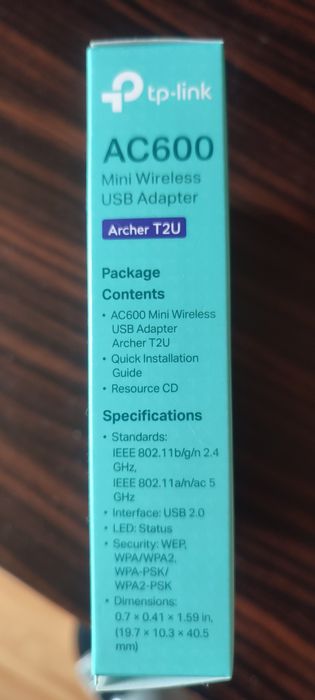 tp-link
AC600
Mini Wireless
USB Adapter
Archer T2U
Package
Contents
• AC600 Mini Wireless
USB Adapter
Archer T2U
• Quick Installation
Guide
• Resource CD
Specifications
• Standards:
IEEE 802.11b/g/n 2.4
GHz,
IEEE 802.11a/n/ac 5
GHz
• Interface: USB 2.0
• LED: Status
• Security: WEP,
WPA/WPA2,
WPA-PSK/
WPA2-PSK
• Dimensions:
0.7 × 0.41 × 1.59 in.
(19.7 × 10.3 × 40.5
mm)